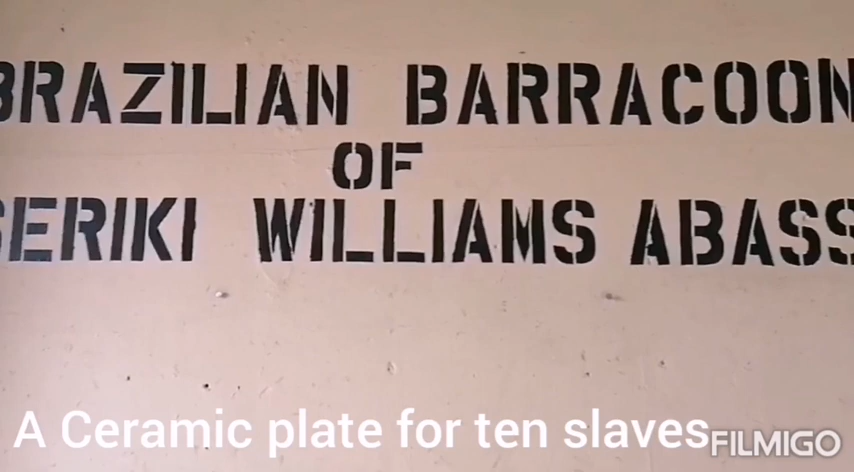 BRAZILIAN BARRACOON
OF
SERIKI WILLIAMS ABASS
A Ceramic plate for ten slaves
FILMIGO